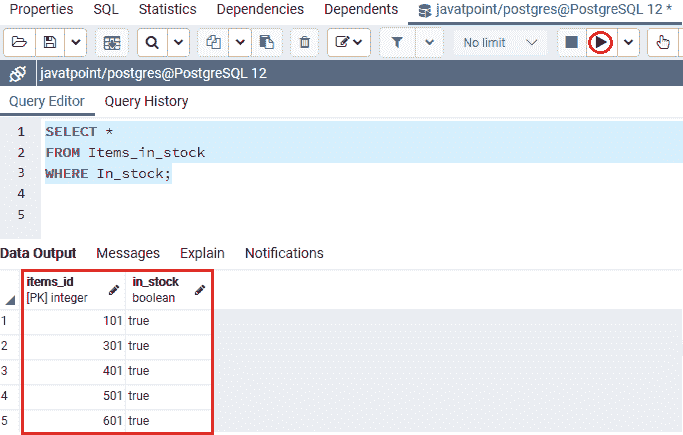 Properties SQL Statistics Dependencies Dependents javatpoint/postgres@PostgreSQL 12 *
No limit
javatpoint/postgres@PostgreSQL 12
Query Editor Query History
1 SELECT *
2 FROM Items_in_stock
3 WHERE In_stock;
4
5
Data Output Messages Explain Notifications
items_id in_stock
[PK] integer boolean
1 101 true
2 301 true
3 401 true
4 501 true
5 601 true